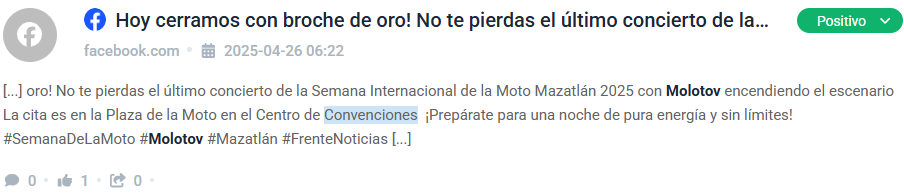 Hoy cerramos con broche de oro! No te pierdas el último concierto de la...
Positivo
facebook.com
2025-04-26 06:22
[...] oro! No te pierdas el último concierto de la Semana Internacional de la Moto Mazatlán 2025 con Molotov encendiendo el escenario
La cita es en la Plaza de la Moto en el Centro de Convenciones ¡Prepárate para una noche de pura energía y sin límites!
#SemanaDeLaMoto #Molotov #Mazatlán #FrenteNoticias [...]
0 1 0